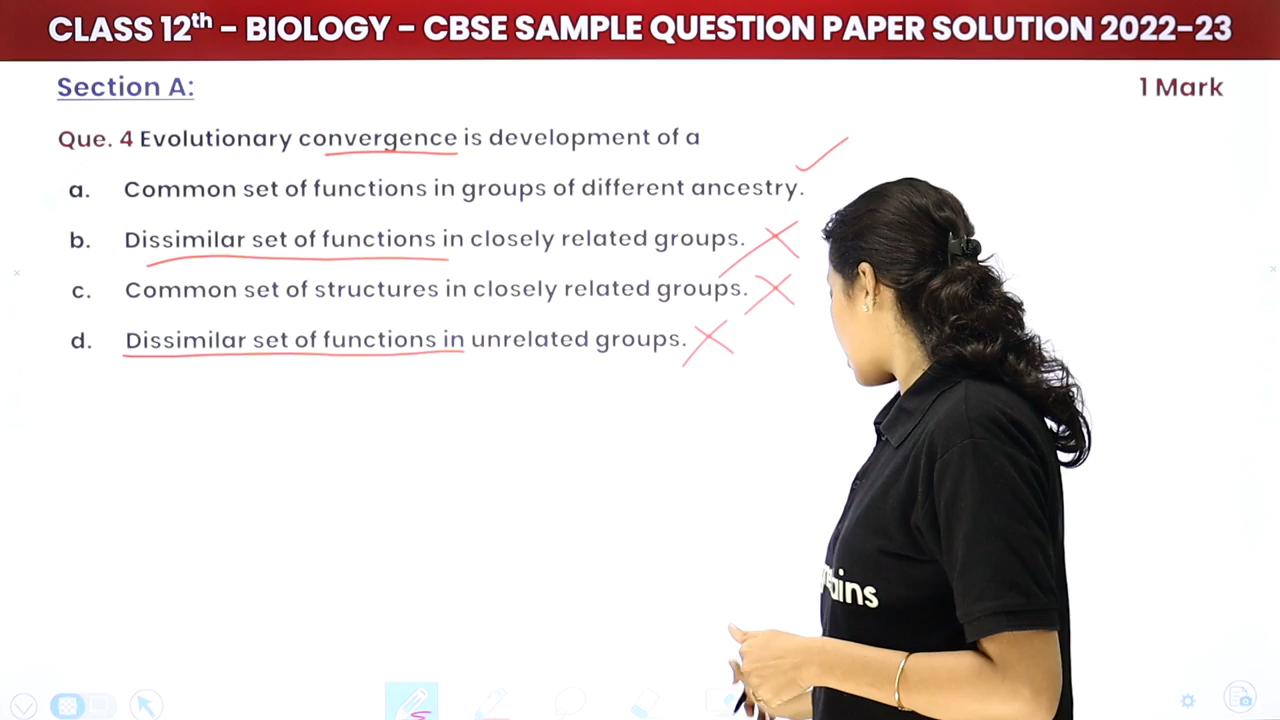 CLASS 12th – BIOLOGY – CBSE SAMPLE QUESTION PAPER SOLUTION 2022–23
Section A:
1 Mark
Que. 4 Evolutionary convergence is development of a
a. Common set of functions in groups of different ancestry.
b. Dissimilar set of functions in closely related groups.
c. Common set of structures in closely related groups.
d. Dissimilar set of functions in unrelated groups.